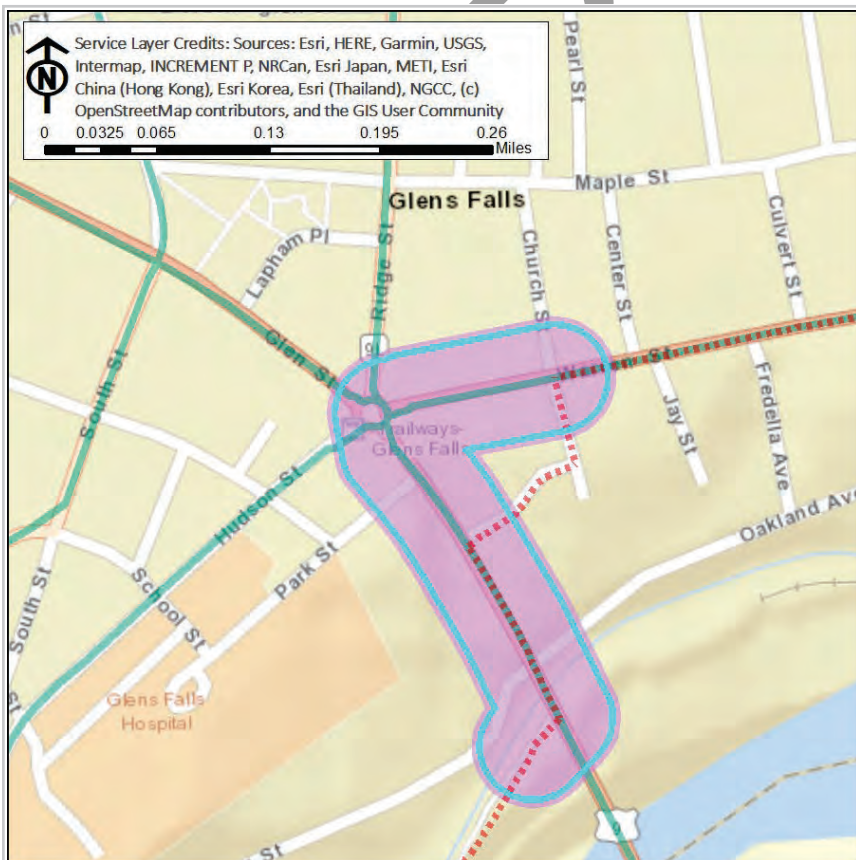 Service Layer Credits: Sources: Esri, HERE, Garmin, USGS,
Intermap, INCREMENT P, NRCan, Esri Japan, METI, Esri
China (Hong Kong), Esri Korea, Esri (Thailand), NGCC, (c)
OpenStreetMap contributors, and the GIS User Community
N
0 0.0325 0.065 0.13 0.195 0.26
Miles
Pearl St
Maple St
Glens Falls
Culvert St
Center St
Church S
Ridge St
Lapham Pl
9
Glen St
South St
St
Jay St
Fredella Ave
Trailways-
Glens Falls
Hudson St
Oakland Ave
Park St
School St
South St
St
Glens Falls
Hospital
9
St